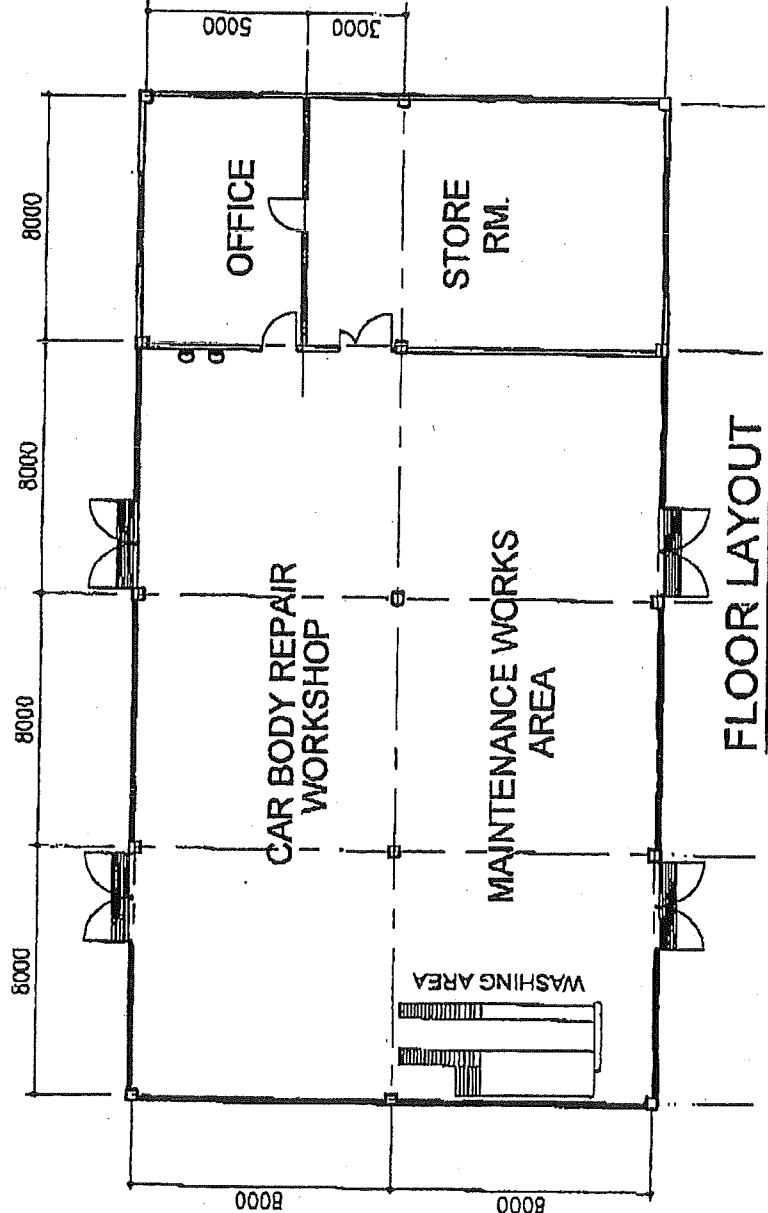 5000
3000
8000
8000
8000
8000
OFFICE
STORE
RM.
CAR BODY REPAIR
WORKSHOP
MAINTENANCE WORKS
AREA
WASHING AREA
8000
8000
FLOOR LAYOUT